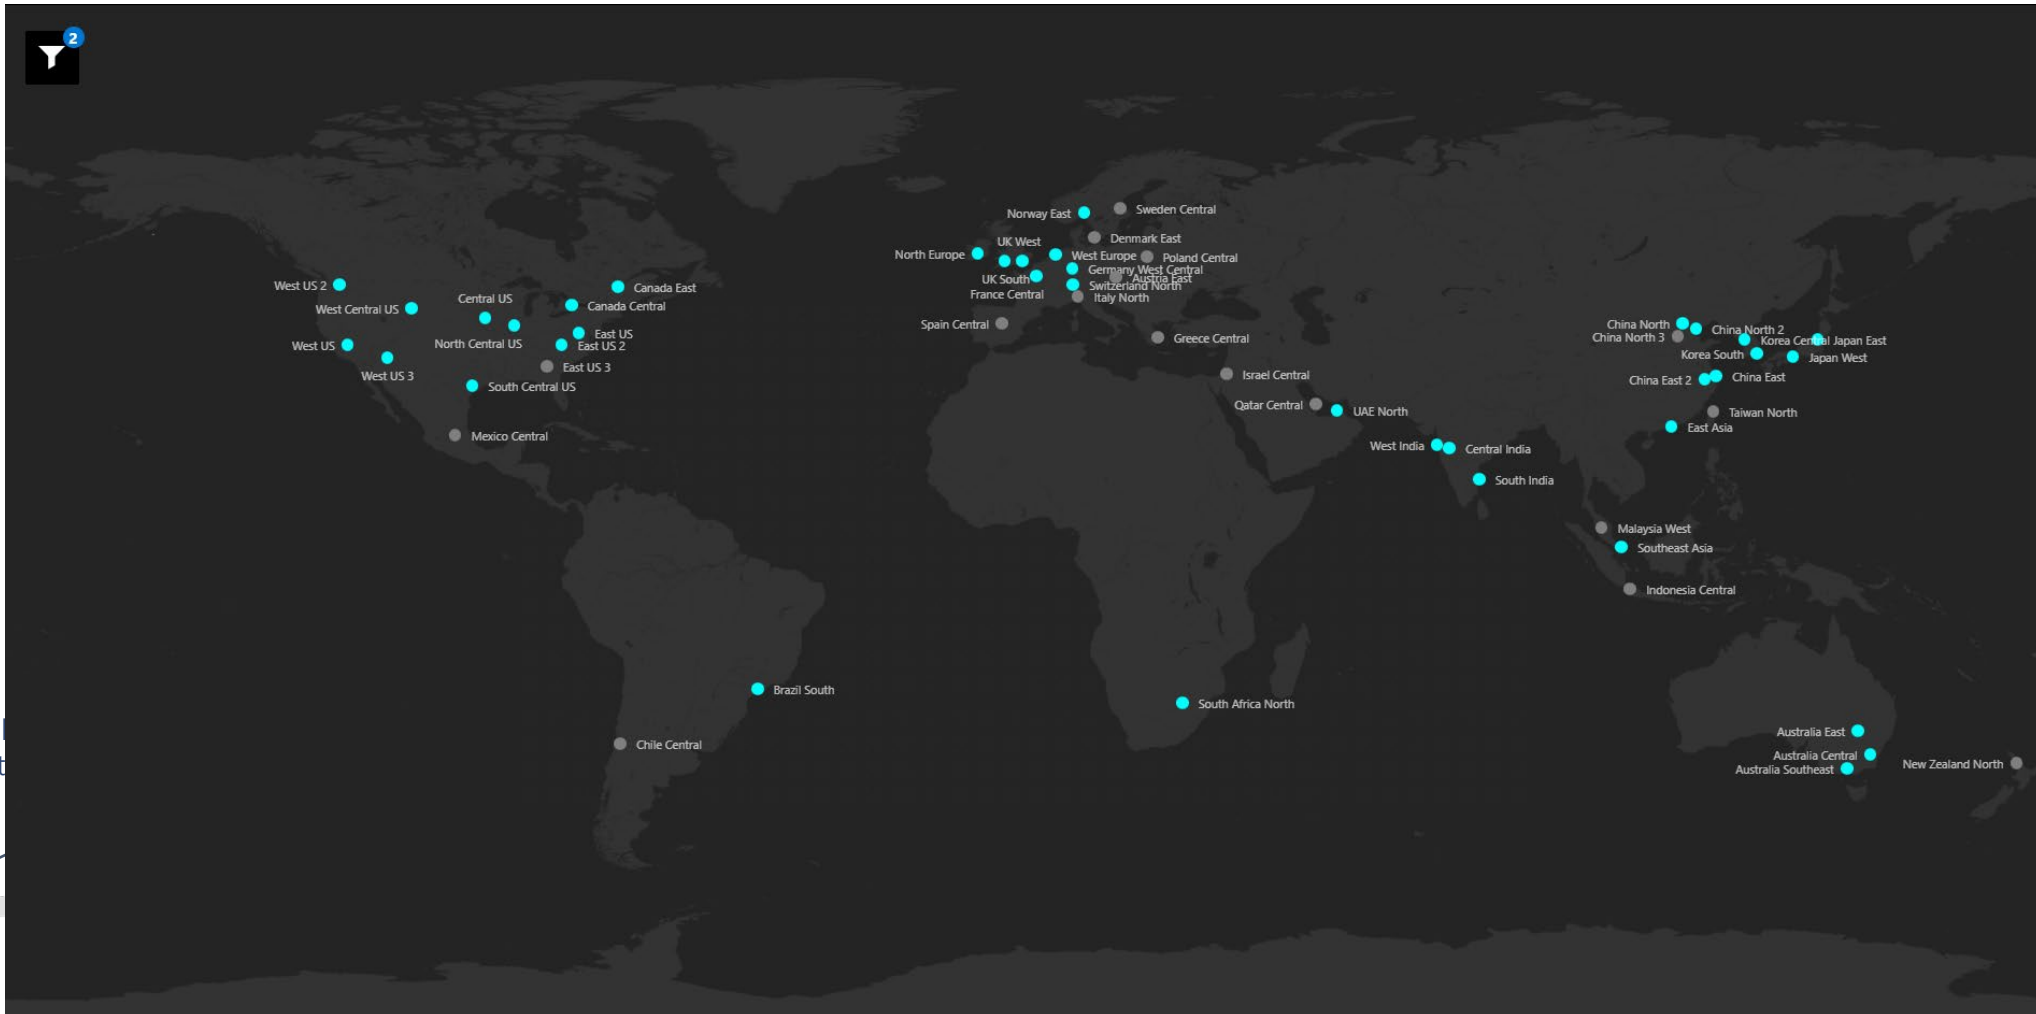 2
Sweden Central
Norway East
Denmark East
UK West
North Europe
West Europe
Poland Central
Germany West Central
UK South
Austria East
Switzerland North
France Central
Italy North
West US 2
Canada East
Central US
Canada Central
West Central US
Spain Central
China North
China North 2
East US
China North 3
Greece Central
Korea Central
Japan East
North Central US
West US
East US 2
Korea South
Japan West
East US 3
West US 3
Israel Central
China East 2
China East
South Central US
Qatar Central
UAE North
Taiwan North
East Asia
Mexico Central
West India
Central India
South India
Malaysia West
Southeast Asia
Indonesia Central
Brazil South
South Africa North
Australia East
Chile Central
Australia Central
New Zealand North
Australia Southeast